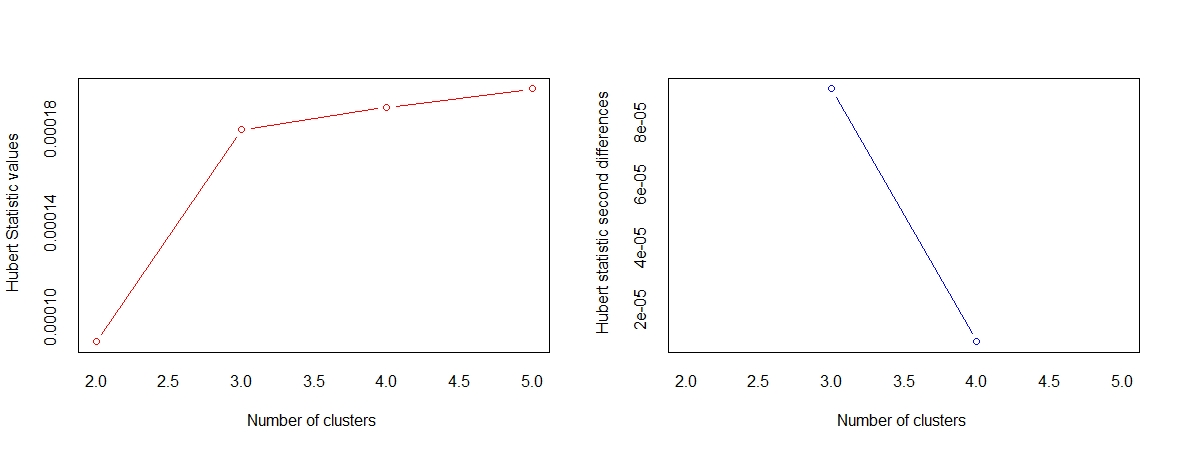 Hubert Statistic values
0.00018
0.00014
0.00010
2.0 2.5 3.0 3.5 4.0 4.5 5.0
Number of clusters
Hubert statistic second differences
8e-05
6e-05
4e-05
2e-05
2.0 2.5 3.0 3.5 4.0 4.5 5.0
Number of clusters